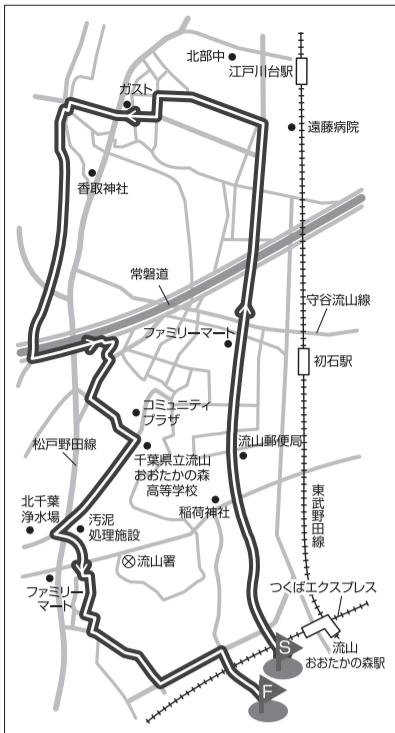 北部中
江戸川台駅
ガスト
遠藤病院
香取神社
常磐道
守谷流山線
ファミリーマート
初石駅
コミュニティ
プラザ
松戸野田線
流山郵便局
千葉県立流山
おおたかの森
高等学校
東武野田線
北千葉
浄水場
汚泥
処理施設
稲荷神社
流山署
ファミリー
マート
つくばエクスプレス
S
流山
おおたかの森駅
F